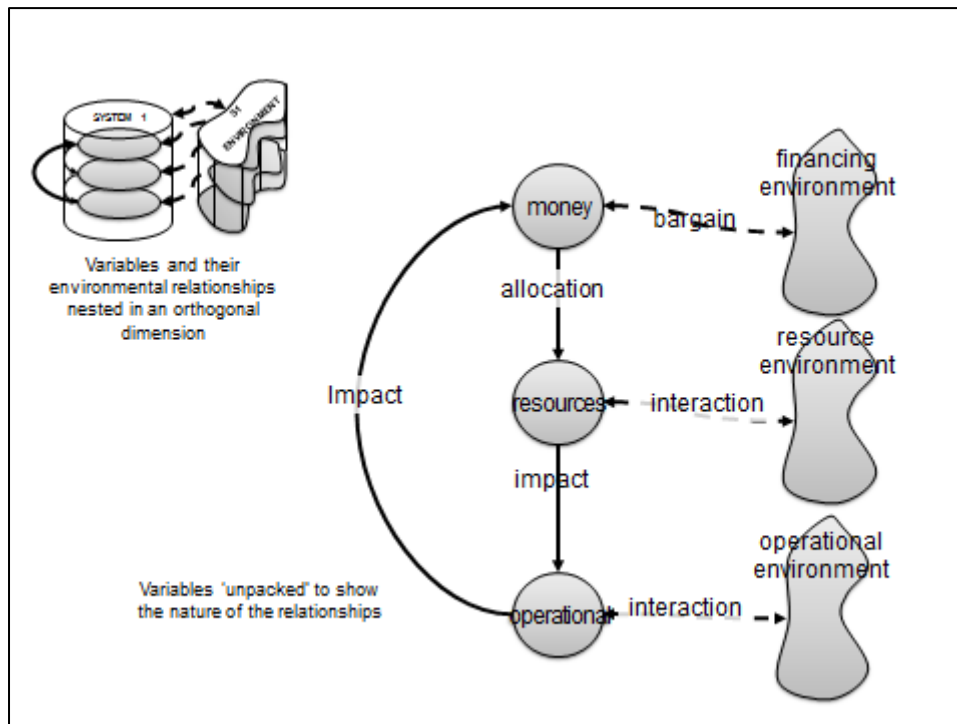 SYSTEM 1
S1
ENVIRONMENT
Variables and their
environmental relationships
nested in an orthogonal
dimension
financing
environment
money
bargain
allocation
resource
environment
Impact
resources
interaction
impact
operational
environment
Variables 'unpacked' to show
the nature of the relationships
operational
interaction